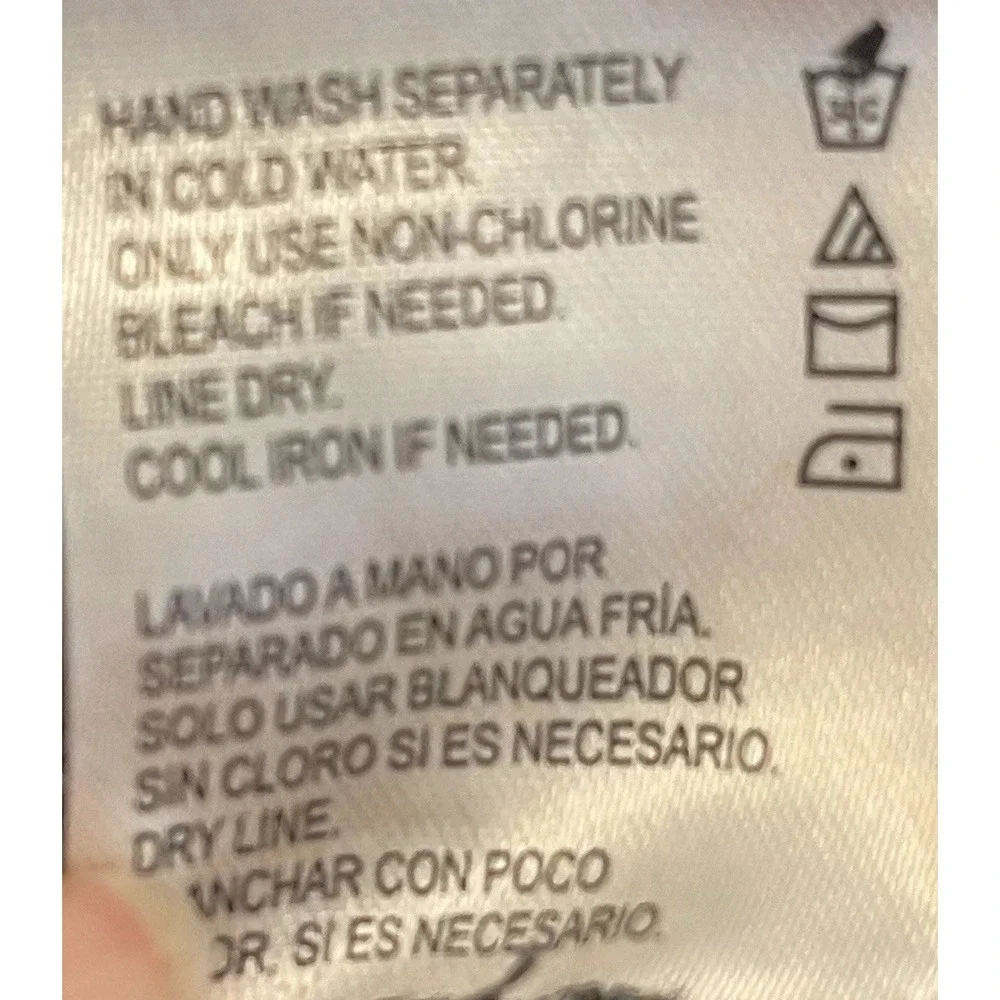 HAND WASH SEPARATELY
IN COLD WATER.
ONLY USE NON-CHLORINE
BLEACH IF NEEDED.
LINE DRY.
COOL IRON IF NEEDED.
LAVADO A MANO POR
SEPARADO EN AGUA FRÍA.
SOLO USAR BLANQUEADOR
SIN CLORO SI ES NECESARIO.
DRY LINE.
ANCHAR CON POCO
OR. SI ES NECESARIO.